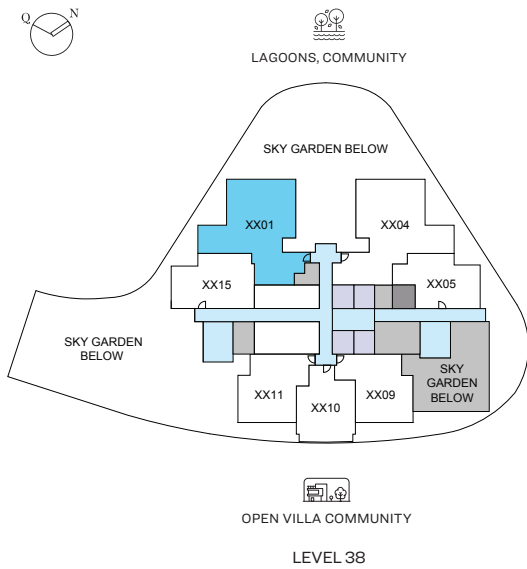 Q N
LAGOONS, COMMUNITY
SKY GARDEN BELOW
XX01
XX04
XX15
XX05
SKY GARDEN
BELOW
SKY
GARDEN
BELOW
XX11
XX10
XX09
OPEN VILLA COMMUNITY
LEVEL 38